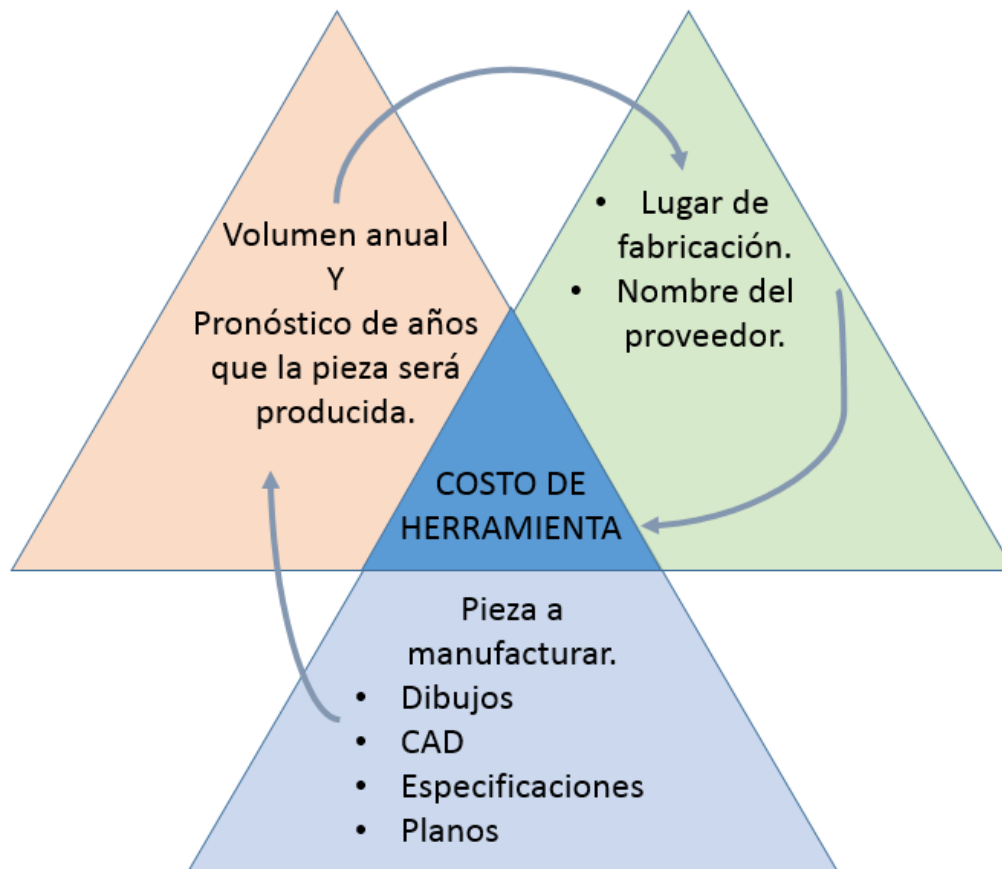 Volumen anual
Y
Pronóstico de años
que la pieza será
producida.
• Lugar de
fabricación.
• Nombre del
proveedor.
COSTO DE
HERRAMIENTA
Pieza a
manufacturar.
• Dibujos
• CAD
• Especificaciones
• Planos